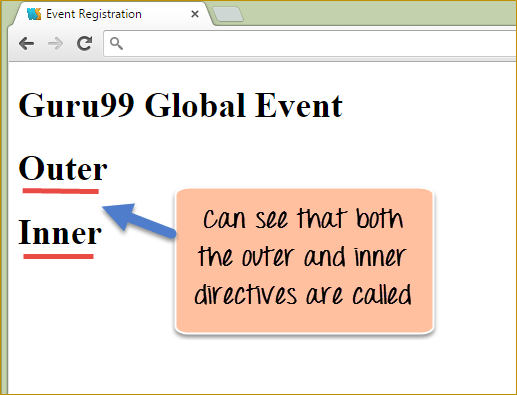 Event Registration
Guru99 Global Event
Outer
Inner
Can see that both
the outer and inner
directives are called